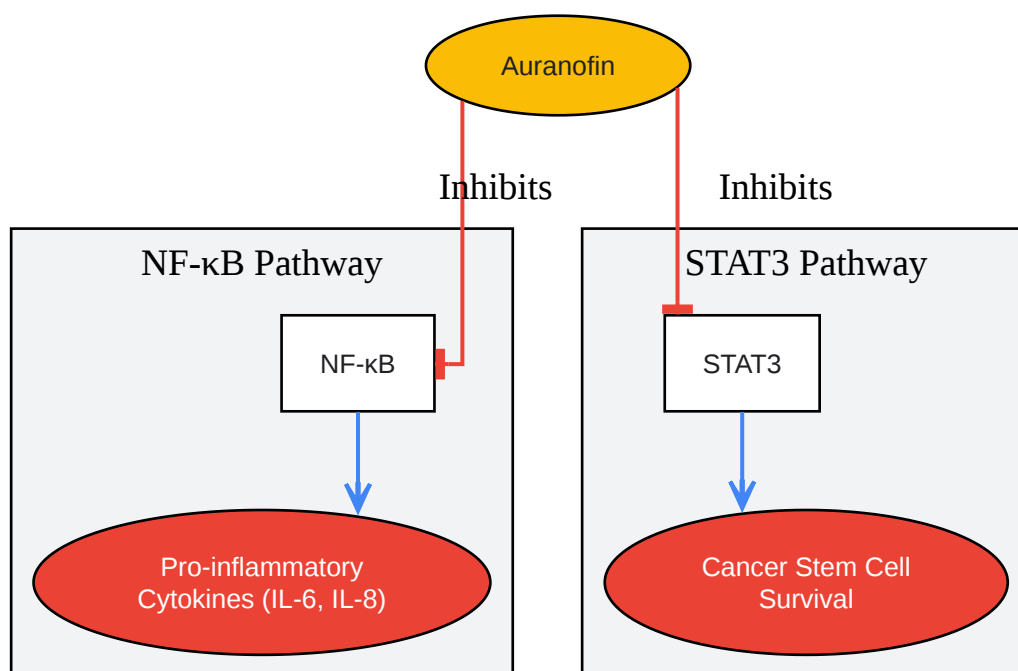 Auranofin
Inhibits
Inhibits
NF-κB Pathway
STAT3 Pathway
NF-κB
STAT3
Pro-inflammatory
Cytokines (IL-6, IL-8)
Cancer Stem Cell
Survival